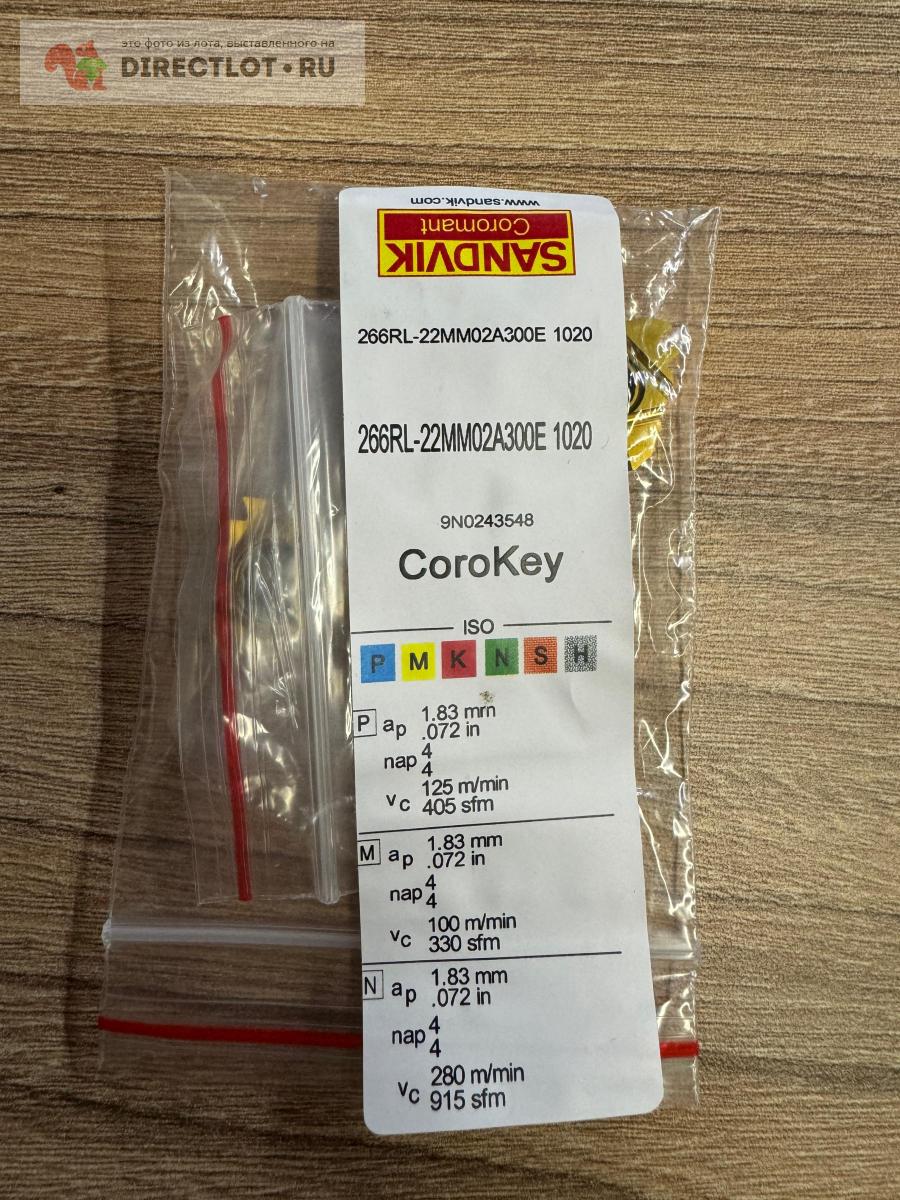 это фото из лота, выставленного на
DIRECTLOT.RU
www.sandvik.com
Coromant
SANDVIK
266RL-22MM02A300E 1020
266RL-22MM02A300E 1020
9N0243548
CoroKey
ISO
P M K N S H
P ap 1.83 mm
.072 in
nap 4
4
vc 125 m/min
405 sfm
M ap 1.83 mm
.072 in
nap 4
4
vc 100 m/min
330 sfm
N ap 1.83 mm
.072 in
nap 4
4
vc 280 m/min
915 sfm